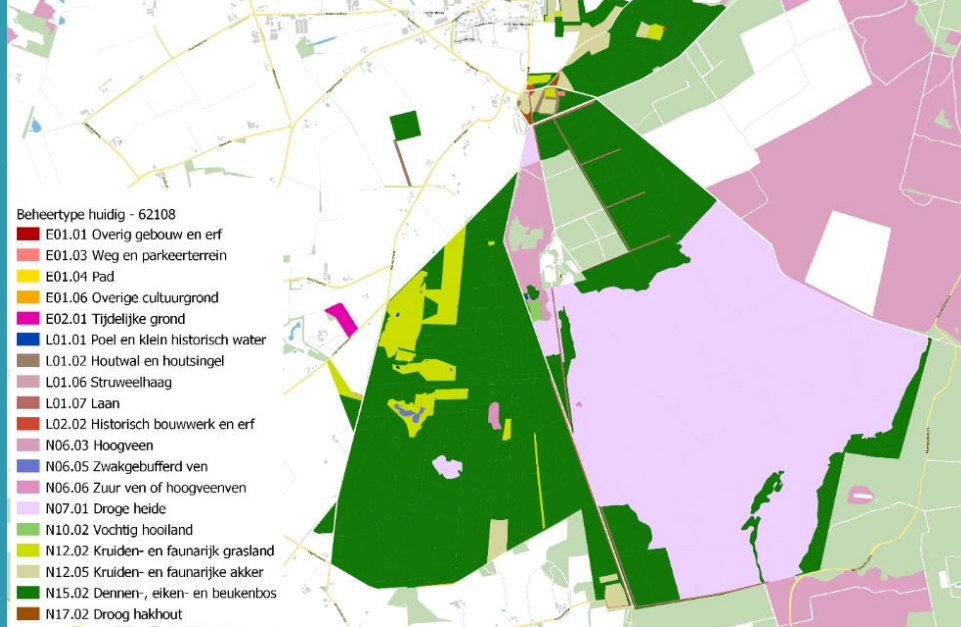 Beheertype huidig - 62108
E01.01 Overig gebouw en erf
E01.03 Weg en parkeerterrein
E01.04 Pad
E01.06 Overige cultuurgrond
E02.01 Tijdelijke grond
L01.01 Poel en klein historisch water
L01.02 Houtwal en houtsingel
L01.06 Struweelhaag
L01.07 Laan
L02.02 Historisch bouwwerk en erf
N06.03 Hoogveen
N06.05 Zwakgebufferd ven
N06.06 Zuur ven of hoogveenven
N07.01 Droge heide
N10.02 Vochtig hooiland
N12.02 Kruiden- en faunarijk grasland
N12.05 Kruiden- en faunarijke akker
N15.02 Dennen-, eiken- en beukenbos
N17.02 Droog hakhout